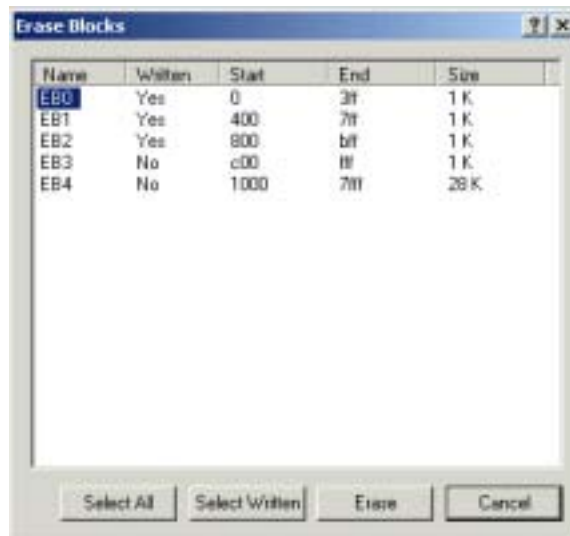 Erase Blocks
Name Written Start End Size
EB0 Yes 0 3ff 1 K
EB1 Yes 400 7ff 1 K
EB2 Yes 800 bff 1 K
EB3 No c00 fff 1 K
EB4 No 1000 7fff 28 K
Select All Select Written Erase Cancel